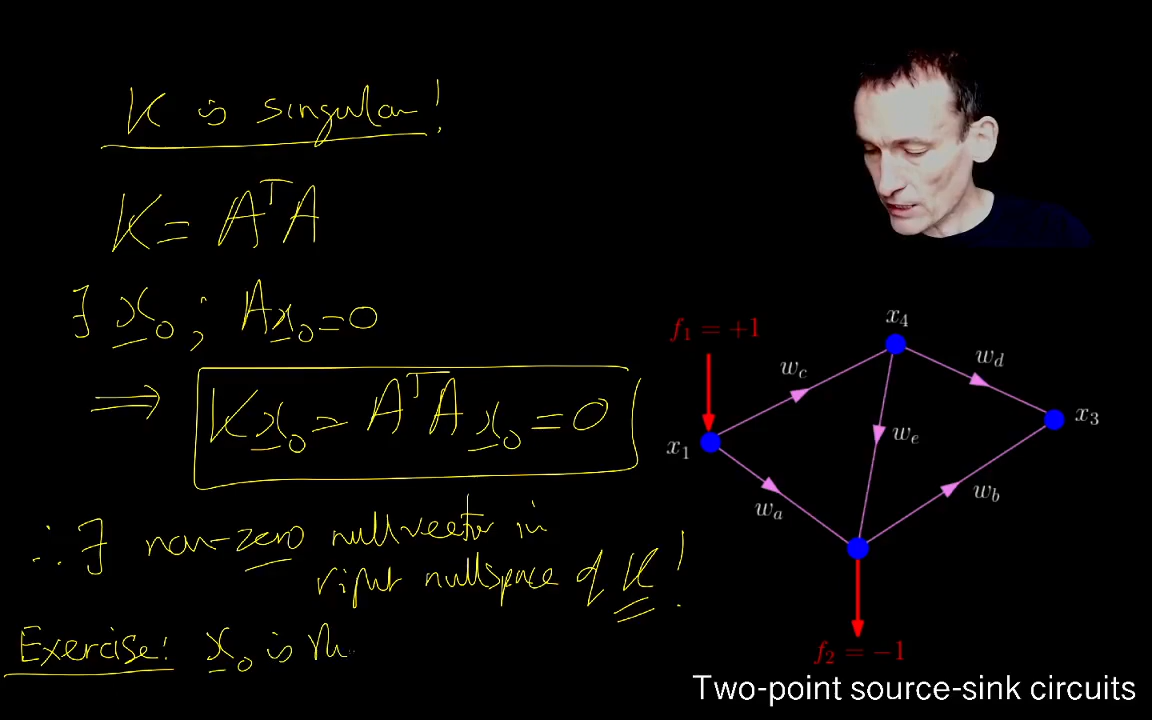 K is singular!
K = AᵀA
∃ x₀ ; Ax₀ = 0
⟹ Kx₀ = AᵀAx₀ = 0
∴ ∃ non-zero nullvector in
right nullspace of K !
Exercise: x₀ is
f₁ = +1
x₄
w_c
w_d
x₃
x₁
w_e
w_a
w_b
f₂ = −1
Two-point source-sink circuits